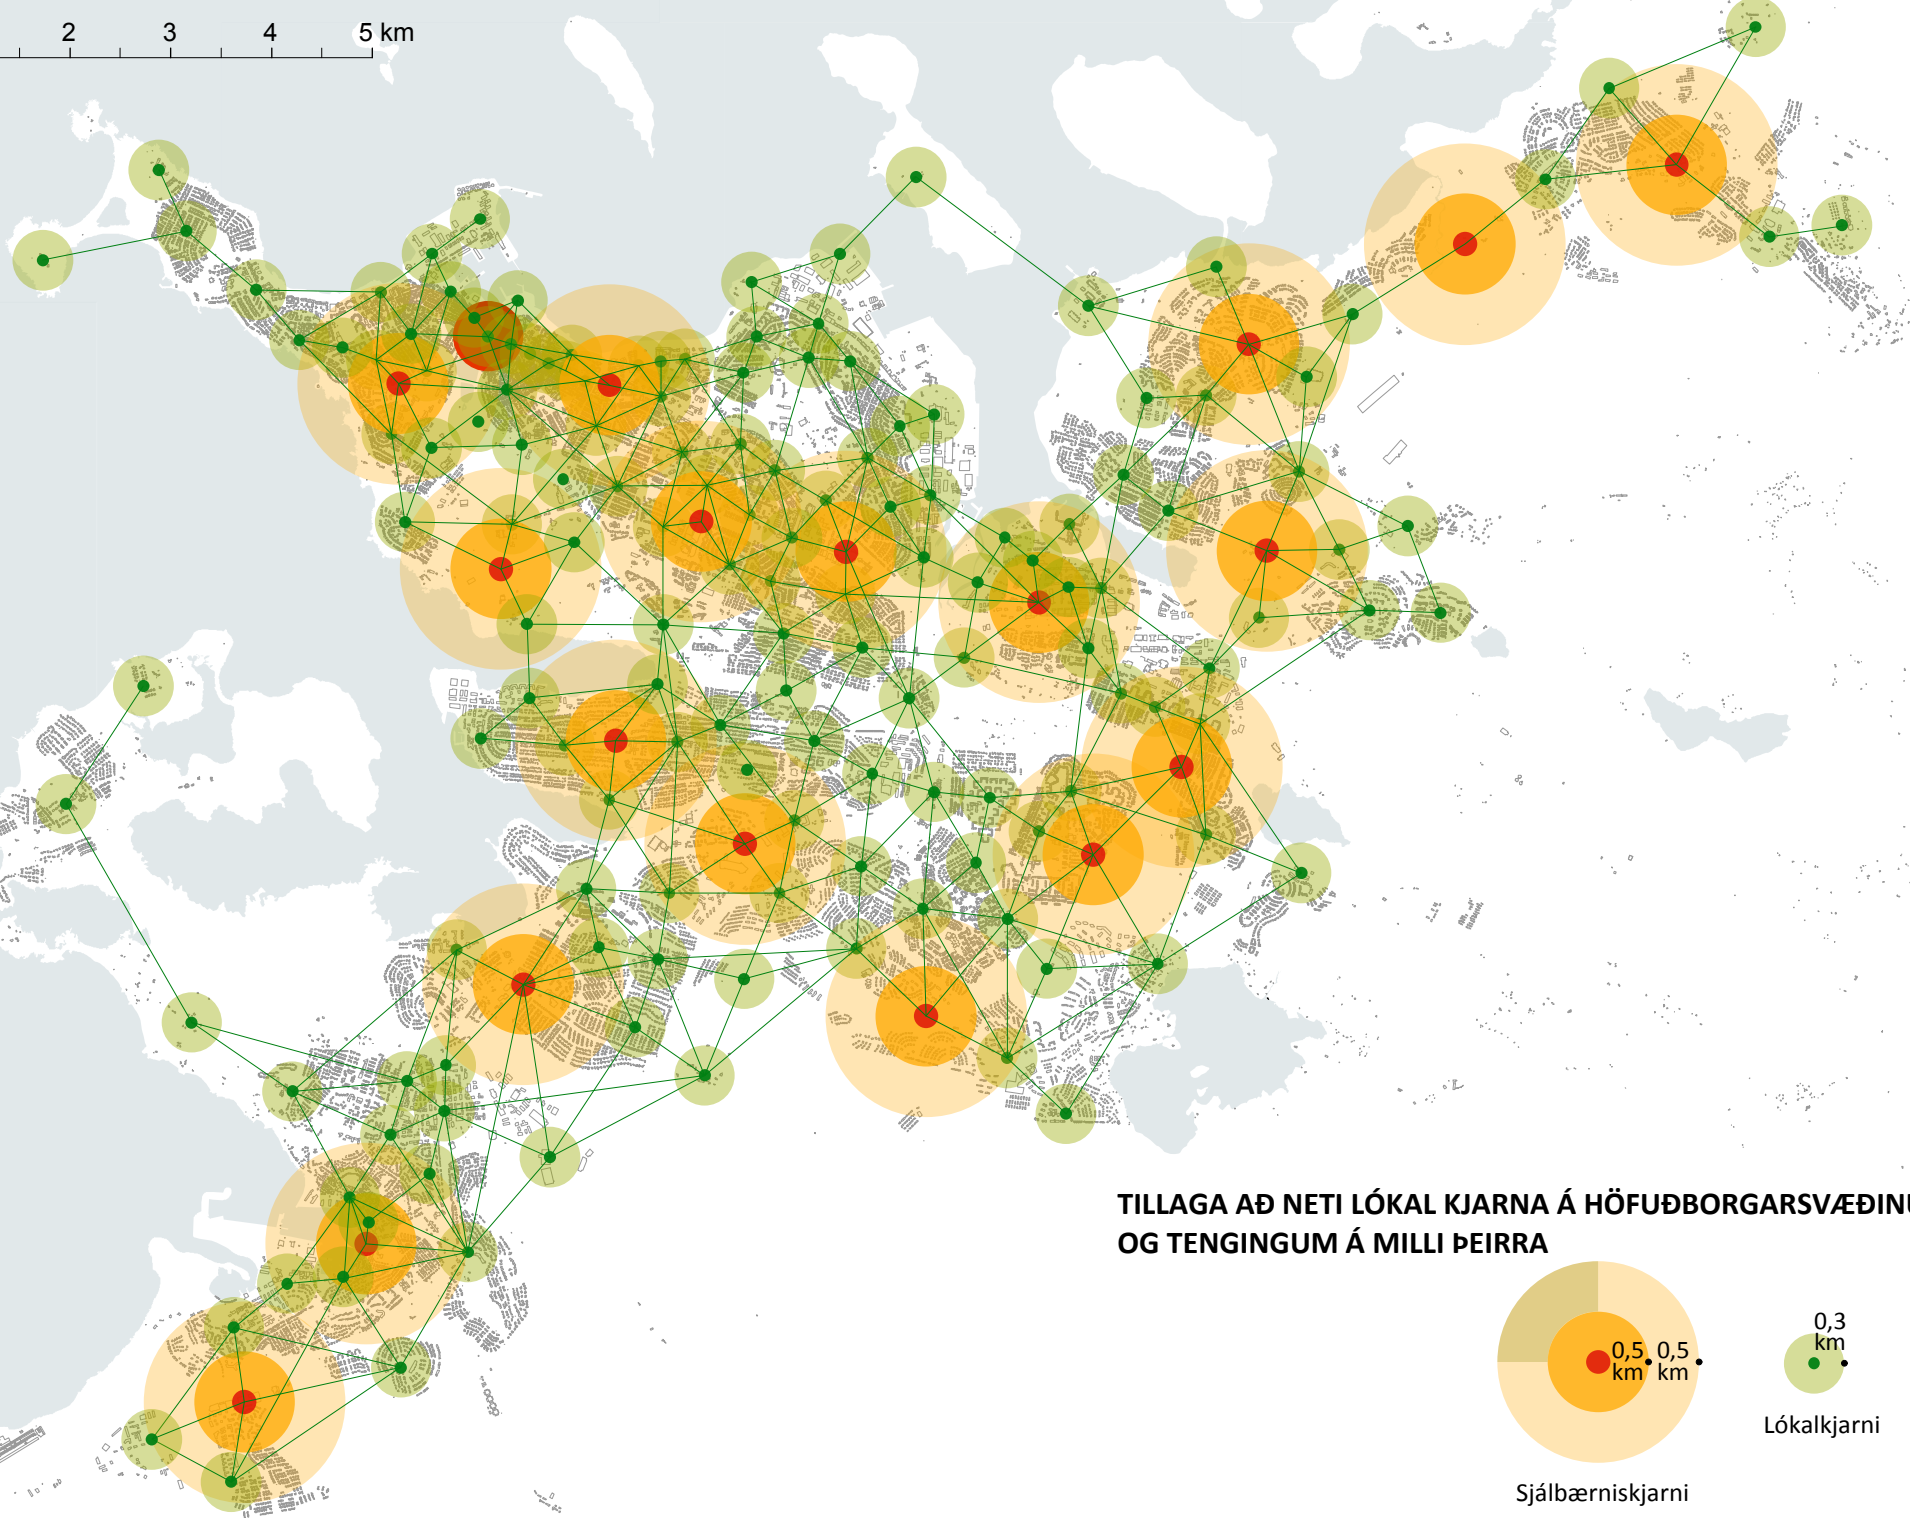 2 3 4 5 km
TILLAGA AÐ NETI LÓKAL KJARNA Á HÖFUÐBORGARSVÆÐINU
OG TENGINGUM Á MILLI ÞEIRRA
0,5 0,5
km km
0,3
km
Lókalkjarni
Sjálbærniskjarni